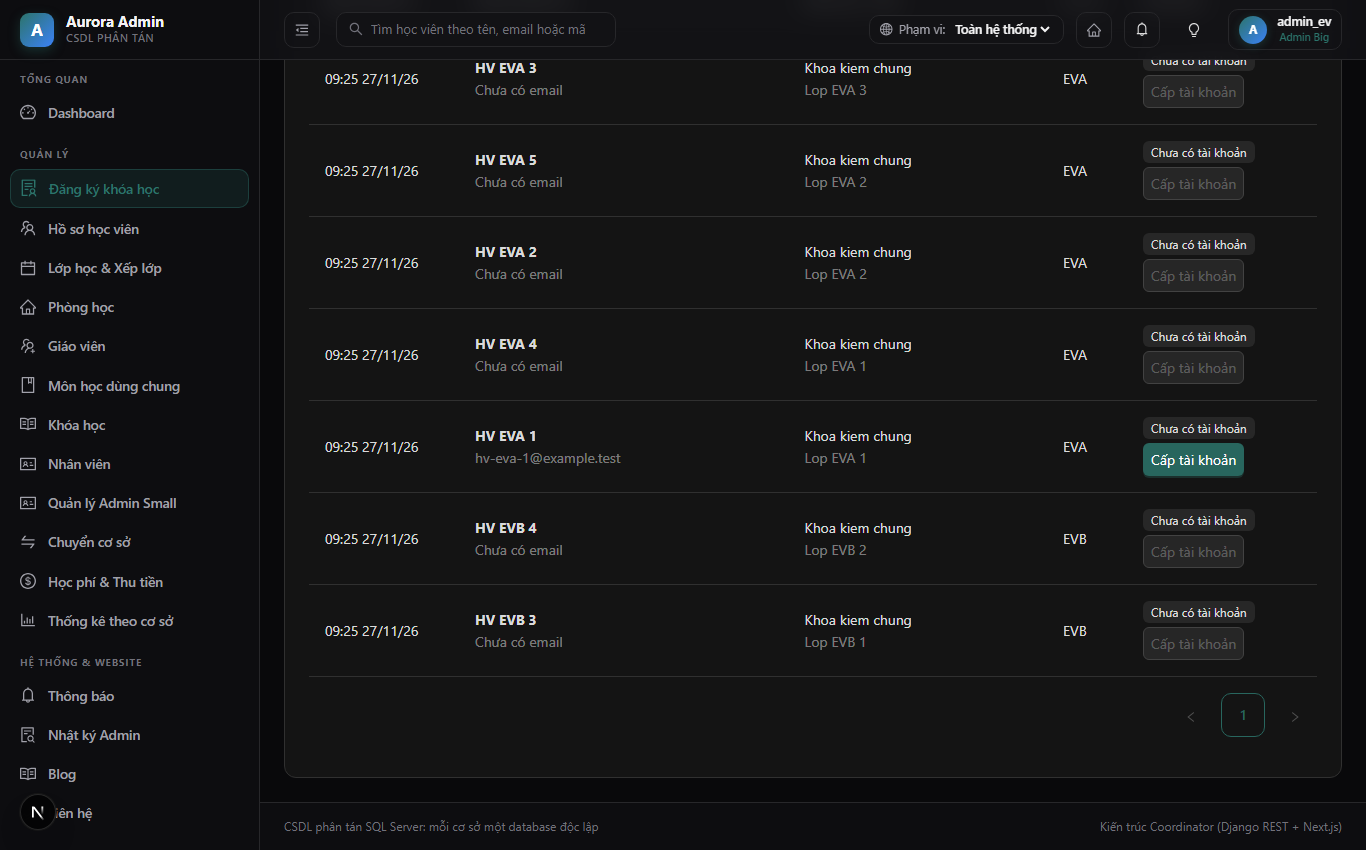 A
Aurora Admin
CSDL PHÂN TÁN
Tìm học viên theo tên, email hoặc mã
Phạm vi: Toàn hệ thống
A
admin_ev
Admin Big
TỔNG QUAN
Dashboard
QUẢN LÝ
Đăng ký khóa học
Hồ sơ học viên
Lớp học & Xếp lớp
Phòng học
Giáo viên
Môn học dùng chung
Khóa học
Nhân viên
Quản lý Admin Small
Chuyển cơ sở
Học phí & Thu tiền
Thống kê theo cơ sở
HỆ THỐNG & WEBSITE
Thông báo
Nhật ký Admin
Blog
N
iên hệ
09:25 27/11/26
HV EVA 3
Chưa có email
Khoa kiem chung
Lop EVA 3
EVA
Chưa có tài khoản
Cấp tài khoản
09:25 27/11/26
HV EVA 5
Chưa có email
Khoa kiem chung
Lop EVA 2
EVA
Chưa có tài khoản
Cấp tài khoản
09:25 27/11/26
HV EVA 2
Chưa có email
Khoa kiem chung
Lop EVA 2
EVA
Chưa có tài khoản
Cấp tài khoản
09:25 27/11/26
HV EVA 4
Chưa có email
Khoa kiem chung
Lop EVA 1
EVA
Chưa có tài khoản
Cấp tài khoản
09:25 27/11/26
HV EVA 1
hv-eva-1@example.test
Khoa kiem chung
Lop EVA 1
EVA
Chưa có tài khoản
Cấp tài khoản
09:25 27/11/26
HV EVB 4
Chưa có email
Khoa kiem chung
Lop EVB 2
EVB
Chưa có tài khoản
Cấp tài khoản
09:25 27/11/26
HV EVB 3
Chưa có email
Khoa kiem chung
Lop EVB 1
EVB
Chưa có tài khoản
Cấp tài khoản
1
CSDL phân tán SQL Server: mỗi cơ sở một database độc lập
Kiến trúc Coordinator (Django REST + Next.js)